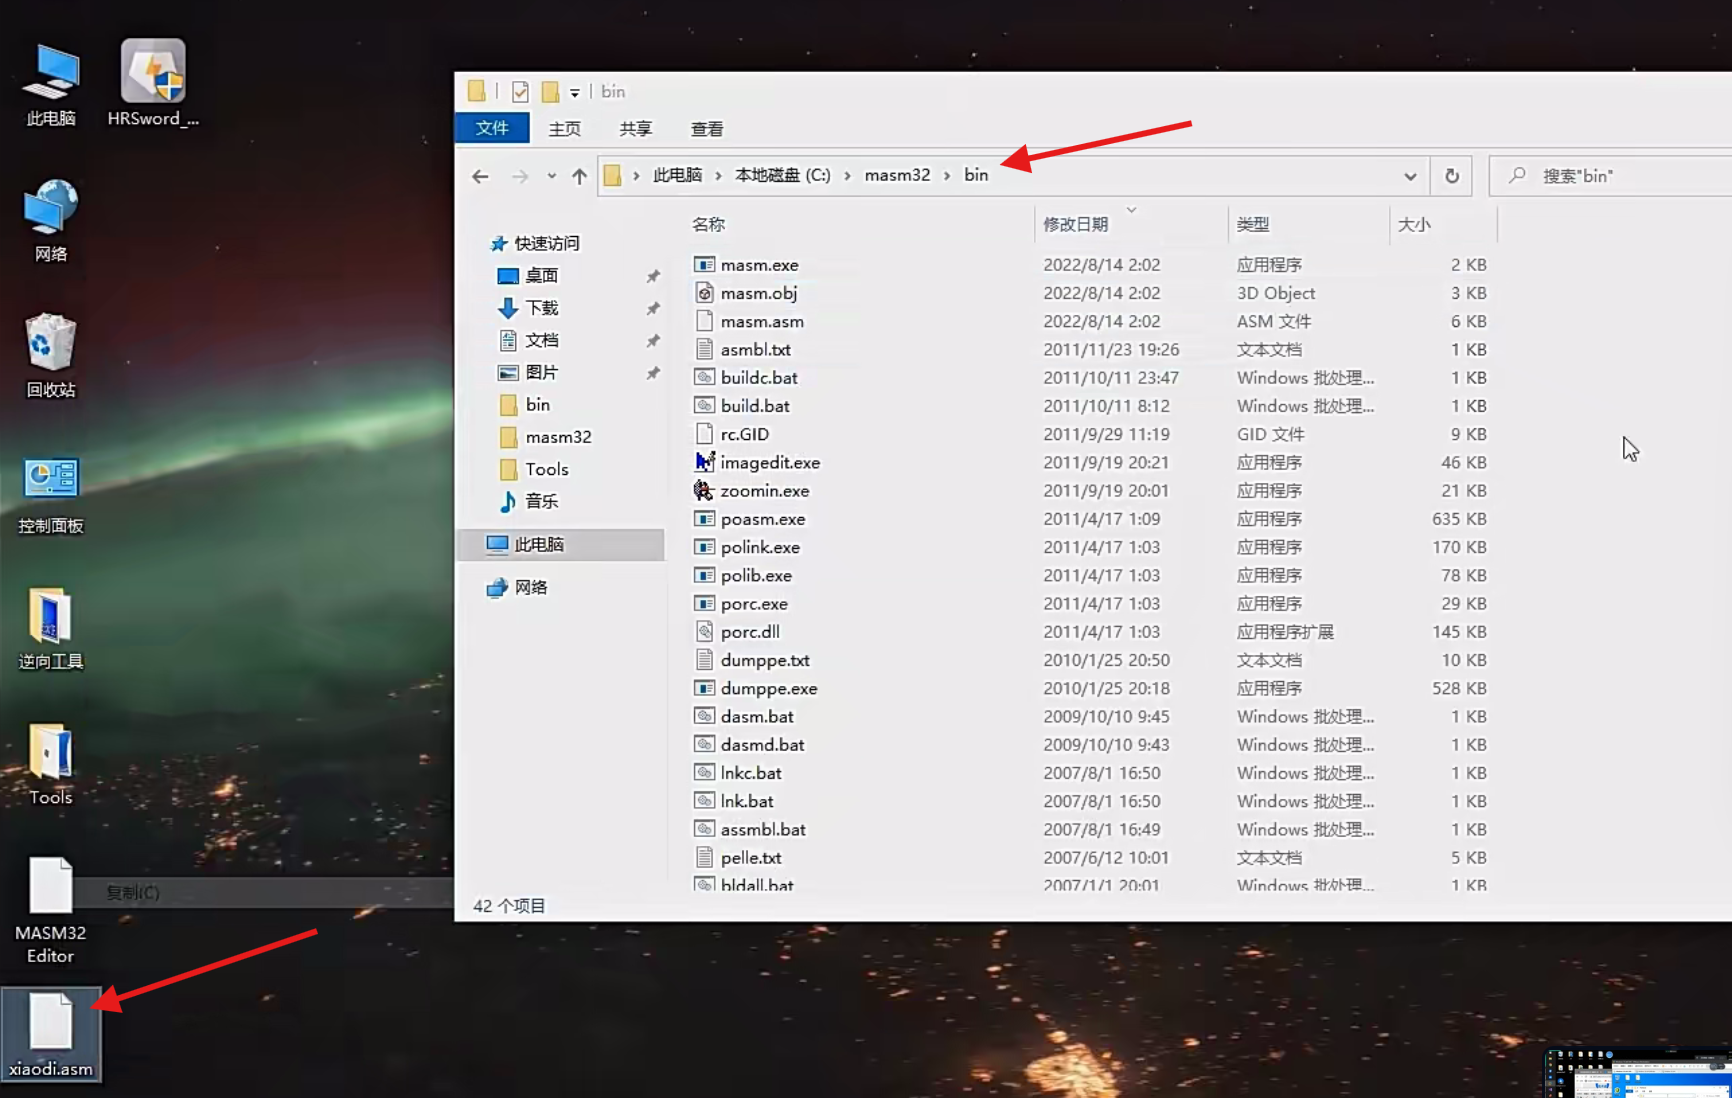 此电脑
HRSword_...
网络
回收站
控制面板
逆向工具
Tools
复制(C)
MASM32
Editor
xiaodi.asm
bin
文件 主页 共享 查看
此电脑 本地磁盘 (C:) masm32 bin
搜索"bin"
名称 修改日期 类型 大小
快速访问
桌面
下载
文档
图片
bin
masm32
Tools
音乐
此电脑
网络
masm.exe 2022/8/14 2:02 应用程序 2 KB
masm.obj 2022/8/14 2:02 3D Object 3 KB
masm.asm 2022/8/14 2:02 ASM 文件 6 KB
asmbl.txt 2011/11/23 19:26 文本文档 1 KB
buildc.bat 2011/10/11 23:47 Windows 批处理... 1 KB
build.bat 2011/10/11 8:12 Windows 批处理... 1 KB
rc.GID 2011/9/29 11:19 GID 文件 9 KB
imagedit.exe 2011/9/19 20:21 应用程序 46 KB
zoomin.exe 2011/9/19 20:01 应用程序 21 KB
poasm.exe 2011/4/17 1:09 应用程序 635 KB
polink.exe 2011/4/17 1:03 应用程序 170 KB
polib.exe 2011/4/17 1:03 应用程序 78 KB
porc.exe 2011/4/17 1:03 应用程序 29 KB
porc.dll 2011/4/17 1:03 应用程序扩展 145 KB
dumppe.txt 2010/1/25 20:50 文本文档 10 KB
dumppe.exe 2010/1/25 20:18 应用程序 528 KB
dasm.bat 2009/10/10 9:45 Windows 批处理... 1 KB
dasmd.bat 2009/10/10 9:43 Windows 批处理... 1 KB
lnkc.bat 2007/8/1 16:50 Windows 批处理... 1 KB
lnk.bat 2007/8/1 16:50 Windows 批处理... 1 KB
assmbl.bat 2007/8/1 16:49 Windows 批处理... 1 KB
pelle.txt 2007/6/12 10:01 文本文档 5 KB
bldall.bat 2007/1/1 20:01 Windows 批处理... 1 KB
42 个项目